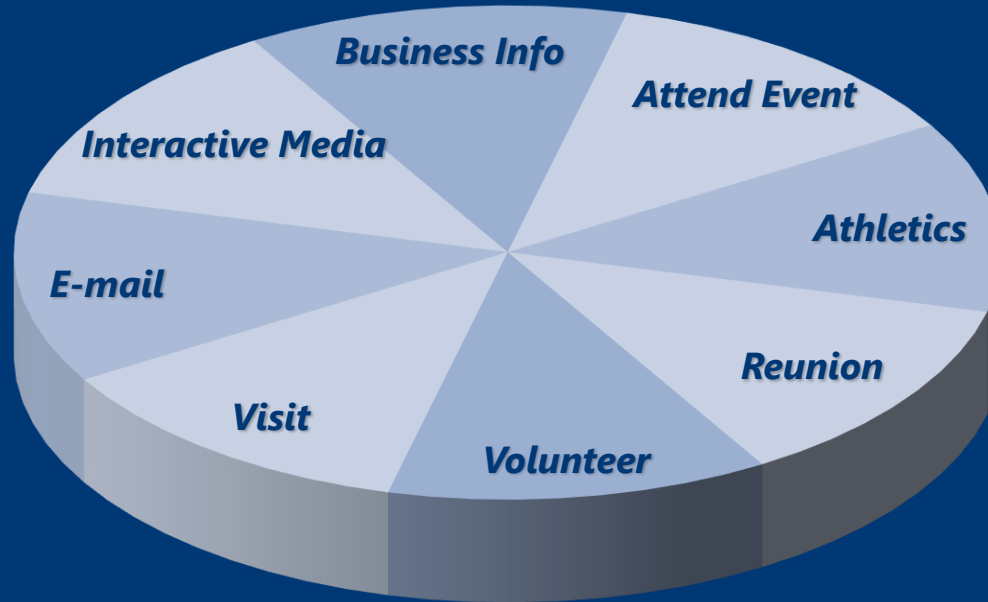 Business Info
Attend Event
Interactive Media
Athletics
E-mail
Reunion
Visit
Volunteer